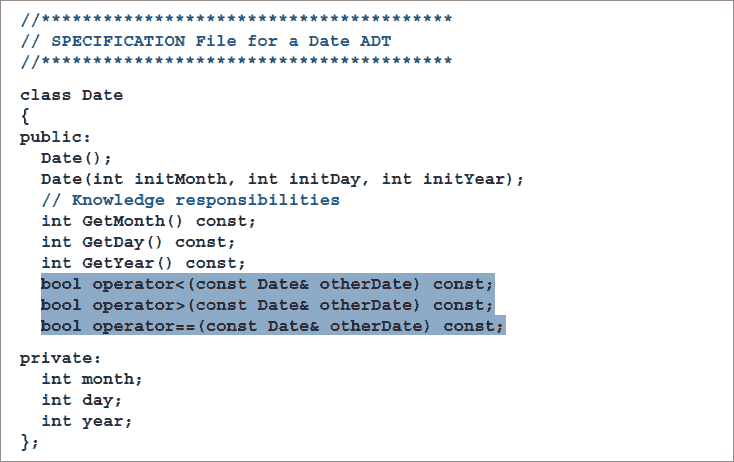 //****************************************
// SPECIFICATION File for a Date ADT
//****************************************
class Date
{
public:
  Date();
  Date(int initMonth, int initDay, int initYear);
  // Knowledge responsibilities
  int GetMonth() const;
  int GetDay() const;
  int GetYear() const;
  bool operator<(const Date& otherDate) const;
  bool operator>(const Date& otherDate) const;
  bool operator==(const Date& otherDate) const;
private:
  int month;
  int day;
  int year;
};